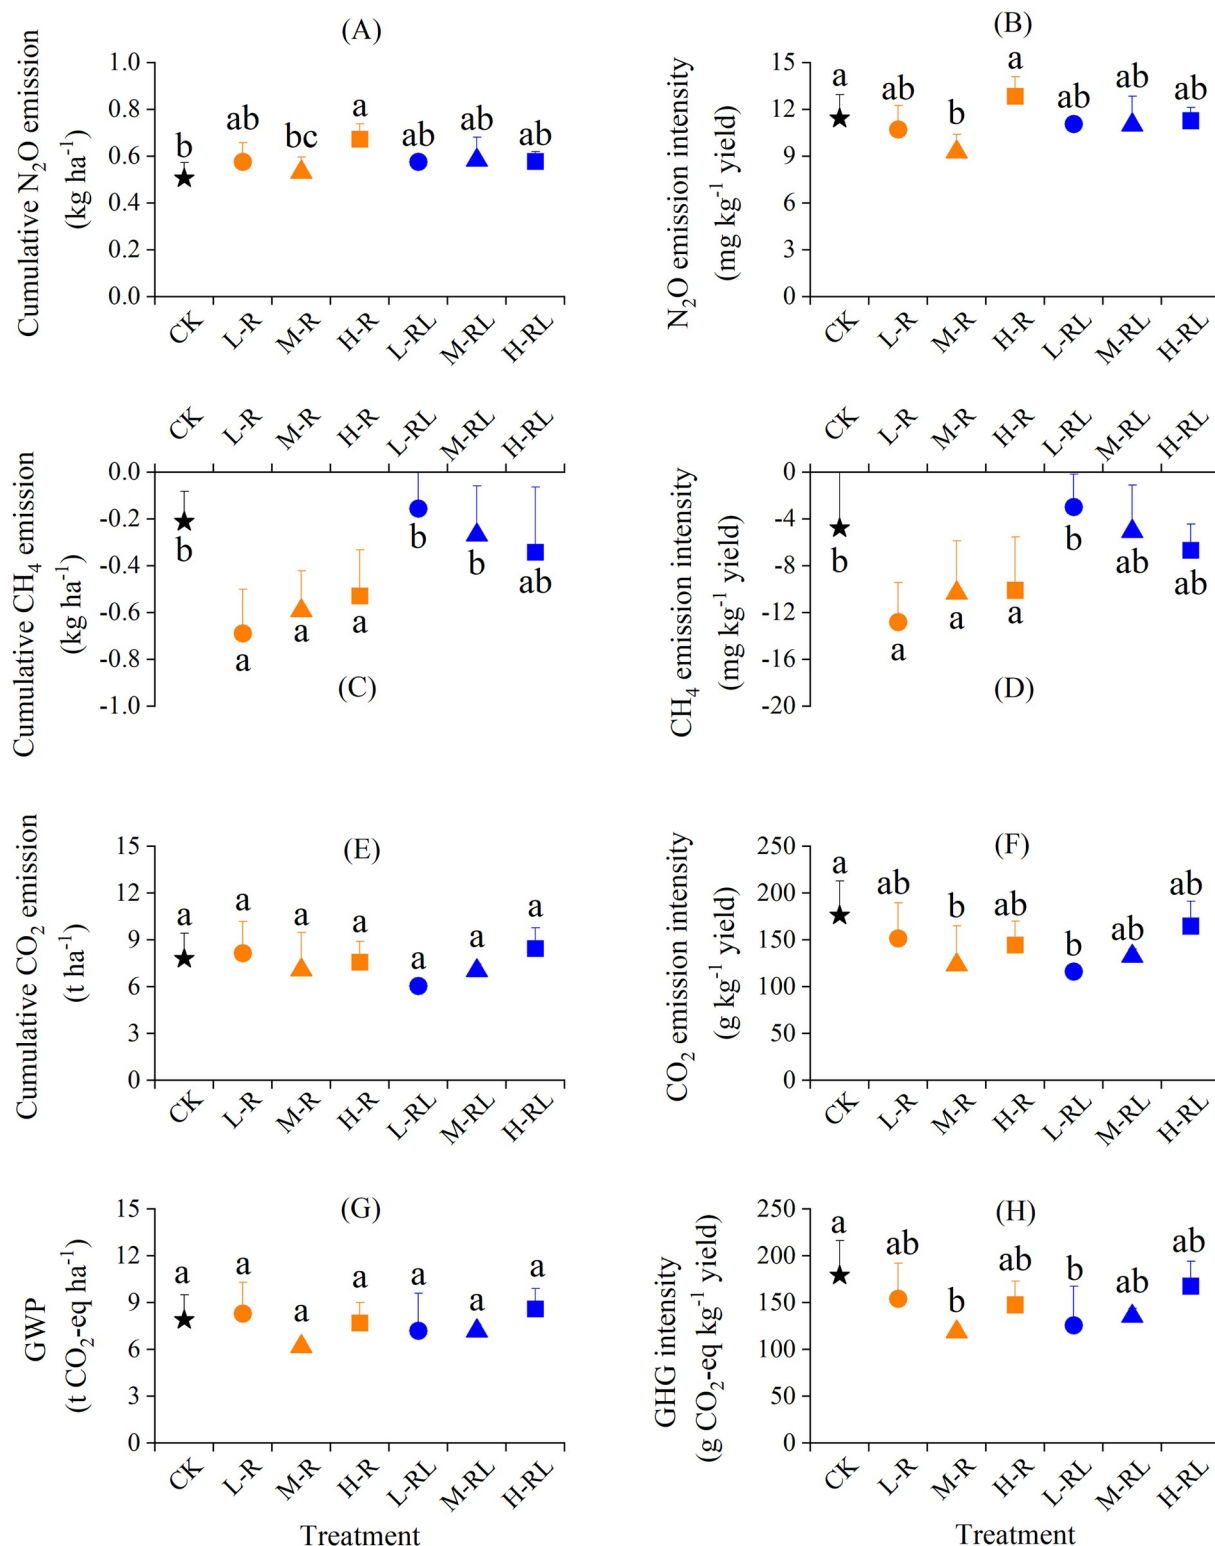 (A)
Cumulative N₂O emission
(kg ha⁻¹)
1.0
0.8
0.6
0.4
0.2
0.0
b
ab
bc
a
ab
ab
ab
CK
L-R
M-R
H-R
L-RL
M-RL
H-RL
(B)
N₂O emission intensity
(mg kg⁻¹ yield)
15
12
9
6
3
0
a
ab
b
a
ab
ab
ab
CK
L-R
M-R
H-R
L-RL
M-RL
H-RL
CK
L-R
M-R
H-R
L-RL
M-RL
H-RL
Cumulative CH₄ emission
(kg ha⁻¹)
0.0
-0.2
-0.4
-0.6
-0.8
-1.0
b
a
a
a
b
b
ab
(C)
CK
L-R
M-R
H-R
L-RL
M-RL
H-RL
CH₄ emission intensity
(mg kg⁻¹ yield)
0
-4
-8
-12
-16
-20
b
a
a
a
b
ab
ab
(D)
(E)
Cumulative CO₂ emission
(t ha⁻¹)
15
12
9
6
3
0
a
a
a
a
a
a
a
CK
L-R
M-R
H-R
L-RL
M-RL
H-RL
(F)
CO₂ emission intensity
(g kg⁻¹ yield)
250
200
150
100
50
0
a
ab
b
ab
b
ab
ab
CK
L-R
M-R
H-R
L-RL
M-RL
H-RL
(G)
GWP
(t CO₂-eq ha⁻¹)
15
12
9
6
3
0
a
a
a
a
a
a
a
CK
L-R
M-R
H-R
L-RL
M-RL
H-RL
Treatment
(H)
GHG intensity
(g CO₂-eq kg⁻¹ yield)
250
200
150
100
50
0
a
ab
b
ab
b
ab
ab
CK
L-R
M-R
H-R
L-RL
M-RL
H-RL
Treatment